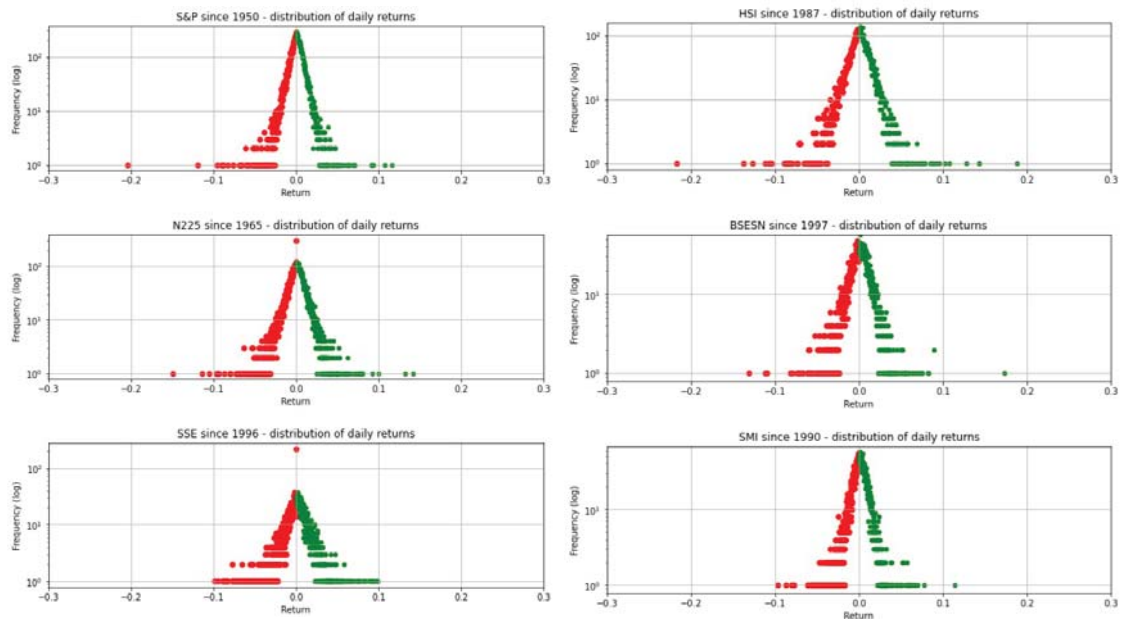 S&P since 1950 - distribution of daily returns
Frequency (log)
10²
10¹
10⁰
−0.3 −0.2 −0.1 0.0 0.1 0.2 0.3
Return
HSI since 1987 - distribution of daily returns
Frequency (log)
10²
10¹
10⁰
−0.3 −0.2 −0.1 0.0 0.1 0.2 0.3
Return
N225 since 1965 - distribution of daily returns
Frequency (log)
10²
10¹
10⁰
−0.3 −0.2 −0.1 0.0 0.1 0.2 0.3
Return
BSESN since 1997 - distribution of daily returns
Frequency (log)
10¹
10⁰
−0.3 −0.2 −0.1 0.0 0.1 0.2 0.3
Return
SSE since 1996 - distribution of daily returns
Frequency (log)
10²
10¹
10⁰
−0.3 −0.2 −0.1 0.0 0.1 0.2 0.3
Return
SMI since 1990 - distribution of daily returns
Frequency (log)
10¹
10⁰
−0.3 −0.2 −0.1 0.0 0.1 0.2 0.3
Return